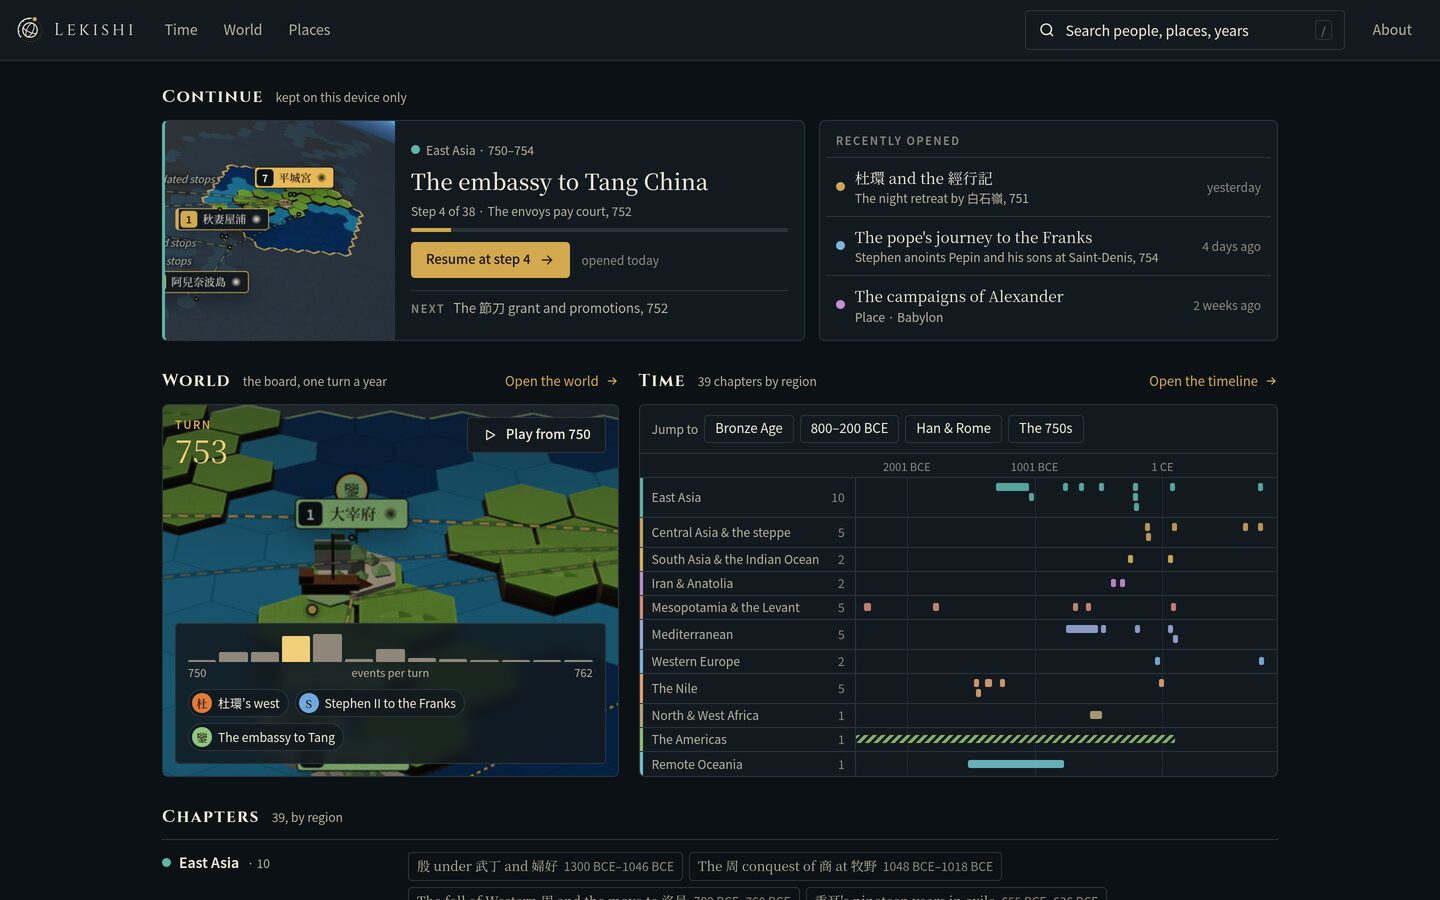 LEKISHI
Time
World
Places
Search people, places, years
/
About
CONTINUE
kept on this device only
lated stops
7 平城宮
1 秋妻屋浦
d stops
stops
阿兒奈波島
East Asia · 750–754
The embassy to Tang China
Step 4 of 38 · The envoys pay court, 752
Resume at step 4 →
opened today
NEXT The 節刀 grant and promotions, 752
RECENTLY OPENED
杜環 and the 經行記
The night retreat by 白石嶺, 751
yesterday
The pope's journey to the Franks
Stephen anoints Pepin and his sons at Saint-Denis, 754
4 days ago
The campaigns of Alexander
Place · Babylon
2 weeks ago
WORLD
the board, one turn a year
Open the world →
TURN
753
Play from 750
鑒
1 大宰府
750
events per turn
762
杜 杜環's west
S Stephen II to the Franks
鑒 The embassy to Tang
TIME
39 chapters by region
Open the timeline →
Jump to
Bronze Age
800–200 BCE
Han & Rome
The 750s
2001 BCE
1001 BCE
1 CE
East Asia 10
Central Asia & the steppe 5
South Asia & the Indian Ocean 2
Iran & Anatolia 2
Mesopotamia & the Levant 5
Mediterranean 5
Western Europe 2
The Nile 5
North & West Africa 1
The Americas 1
Remote Oceania 1
CHAPTERS
39, by region
East Asia · 10
殷 under 武丁 and 婦好 1300 BCE–1046 BCE
The 周 conquest of 商 at 牧野 1048 BCE–1018 BCE